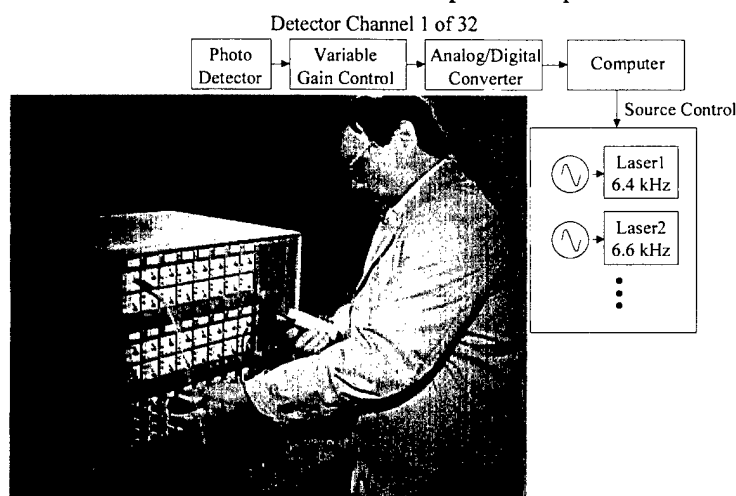 Detector Channel 1 of 32
Photo
Detector
Variable
Gain Control
Analog/Digital
Converter
Computer
Source Control
Laser1
6.4 kHz
Laser2
6.6 kHz